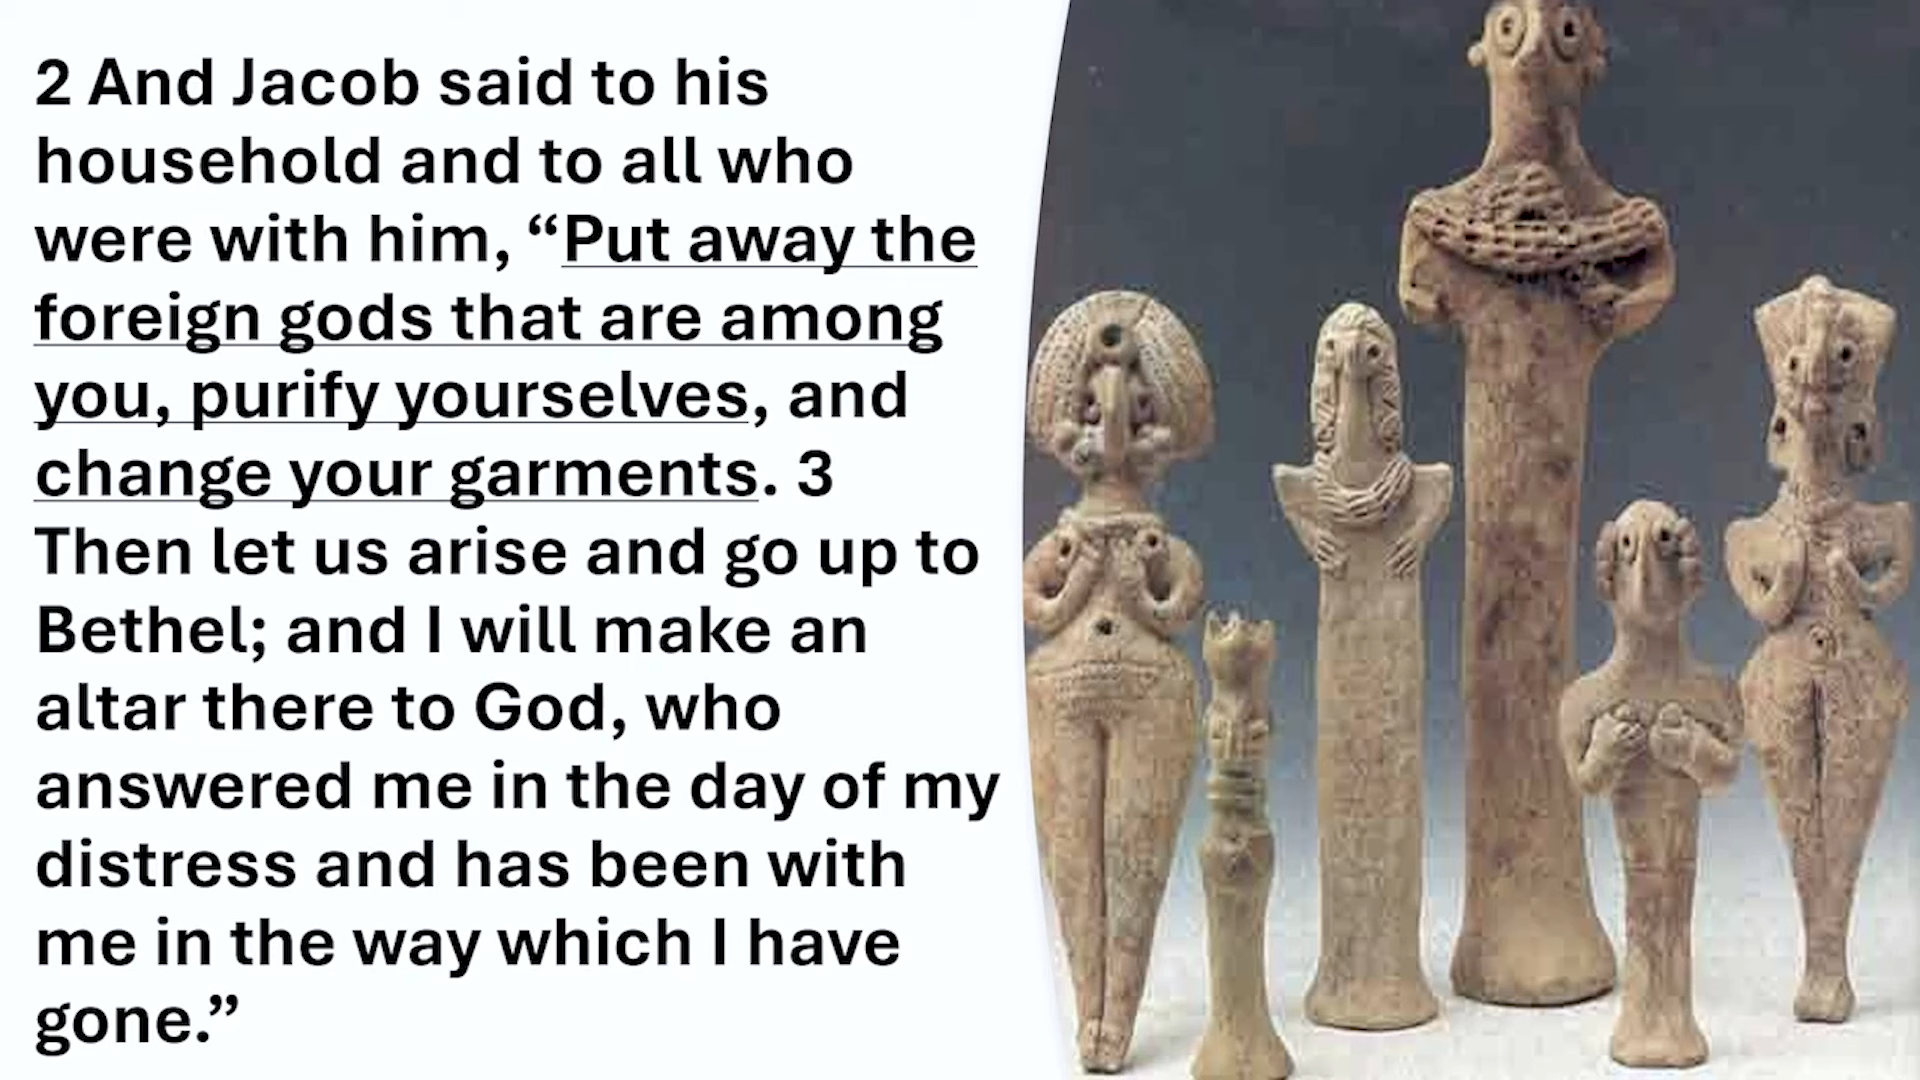 2 And Jacob said to his
household and to all who
were with him, “Put away the
foreign gods that are among
you, purify yourselves, and
change your garments. 3
Then let us arise and go up to
Bethel; and I will make an
altar there to God, who
answered me in the day of my
distress and has been with
me in the way which I have
gone.”